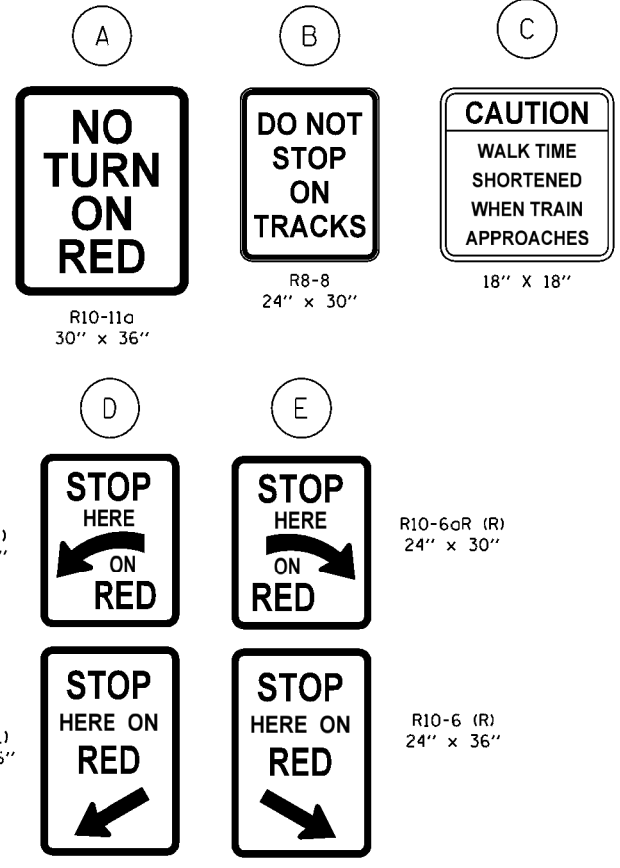 A
NO
TURN
ON
RED
R10-11a
30" x 36"
B
DO NOT
STOP
ON
TRACKS
R8-8
24" x 30"
C
CAUTION
WALK TIME
SHORTENED
WHEN TRAIN
APPROACHES
18" X 18"
D
STOP
HERE
ON
RED
E
STOP
HERE
ON
RED
R10-6aR (R)
24" x 30"
STOP
HERE ON
RED
STOP
HERE ON
RED
R10-6 (R)
24" x 36"